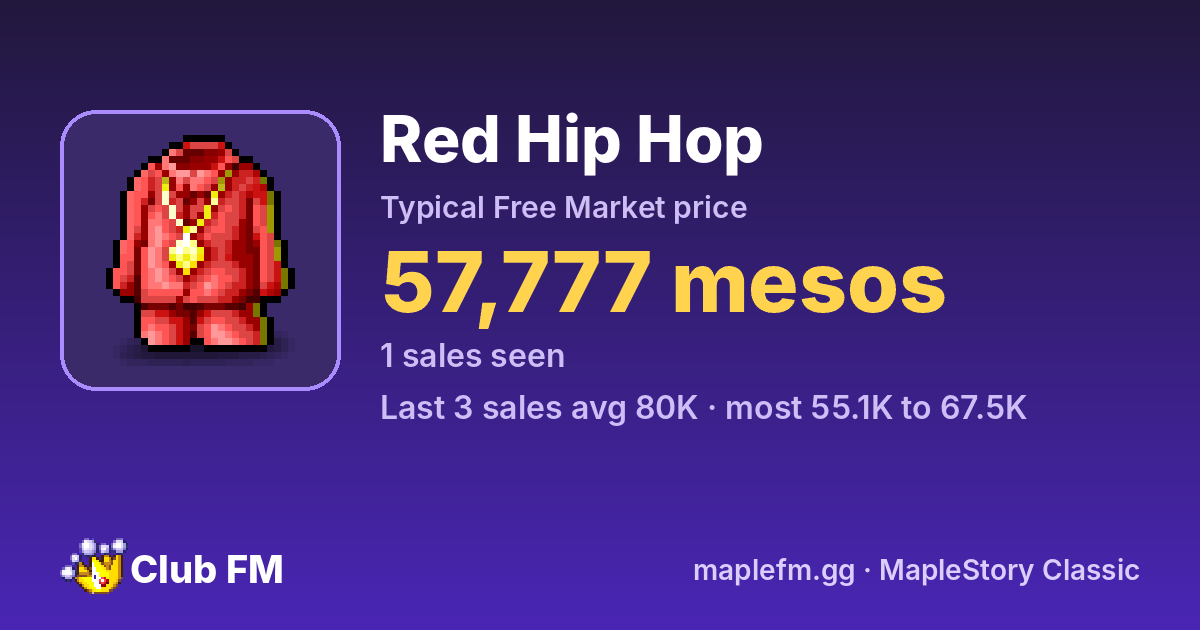 Red Hip Hop
Typical Free Market price
57,777 mesos
1 sales seen
Last 3 sales avg 80K · most 55.1K to 67.5K
Club FM
maplefm.gg · MapleStory Classic